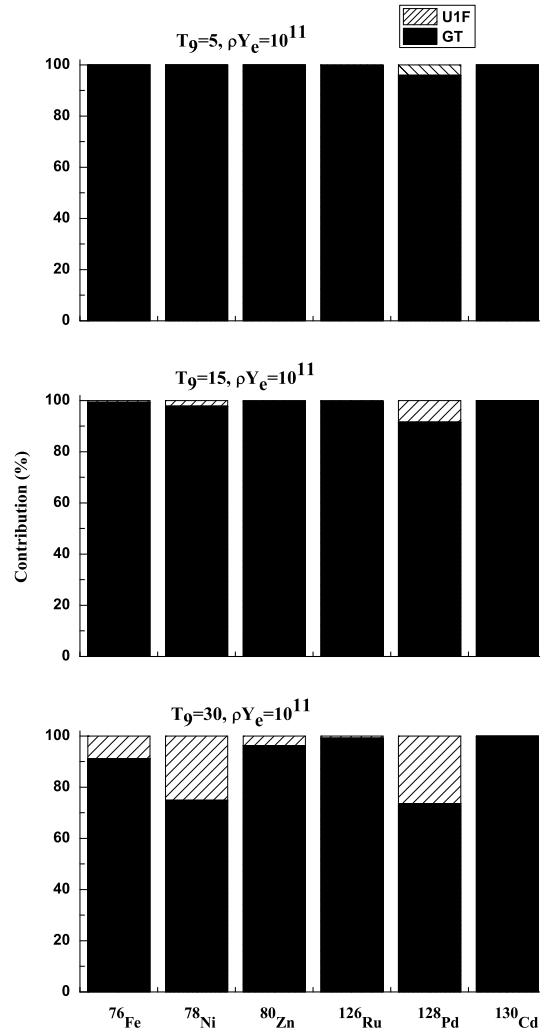 U1F
GT
T₉=5, ρYₑ=10¹¹
100
80
60
40
20
0
T₉=15, ρYₑ=10¹¹
100
80
60
40
20
0
Contribution (%)
T₉=30, ρYₑ=10¹¹
100
80
60
40
20
0
⁷⁶Fe ⁷⁸Ni ⁸⁰Zn ¹²⁶Ru ¹²⁸Pd ¹³⁰Cd